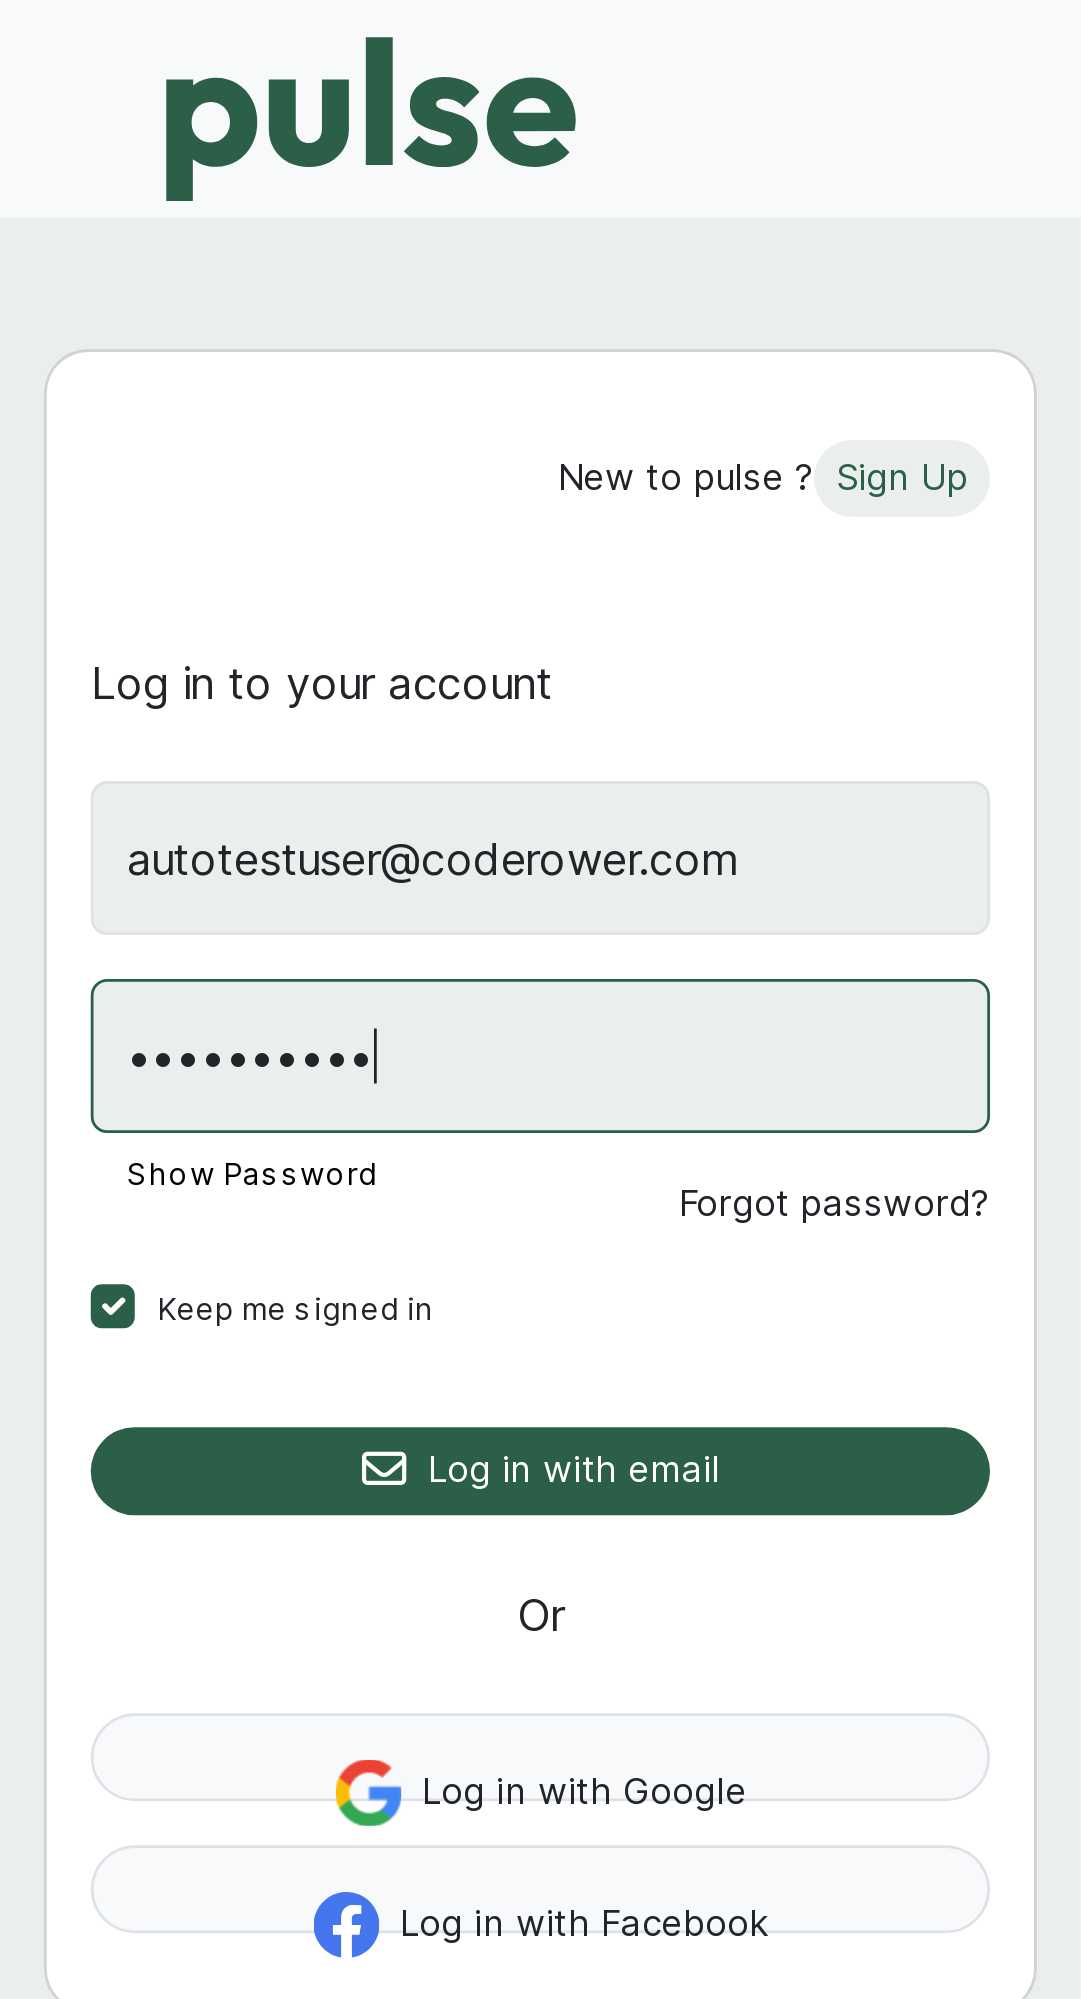 pulse
New to pulse ? Sign Up
Log in to your account
autotestuser@coderower.com
••••••••••
Show Password
Forgot password?
Keep me signed in
Log in with email
Or
Log in with Google
Log in with Facebook